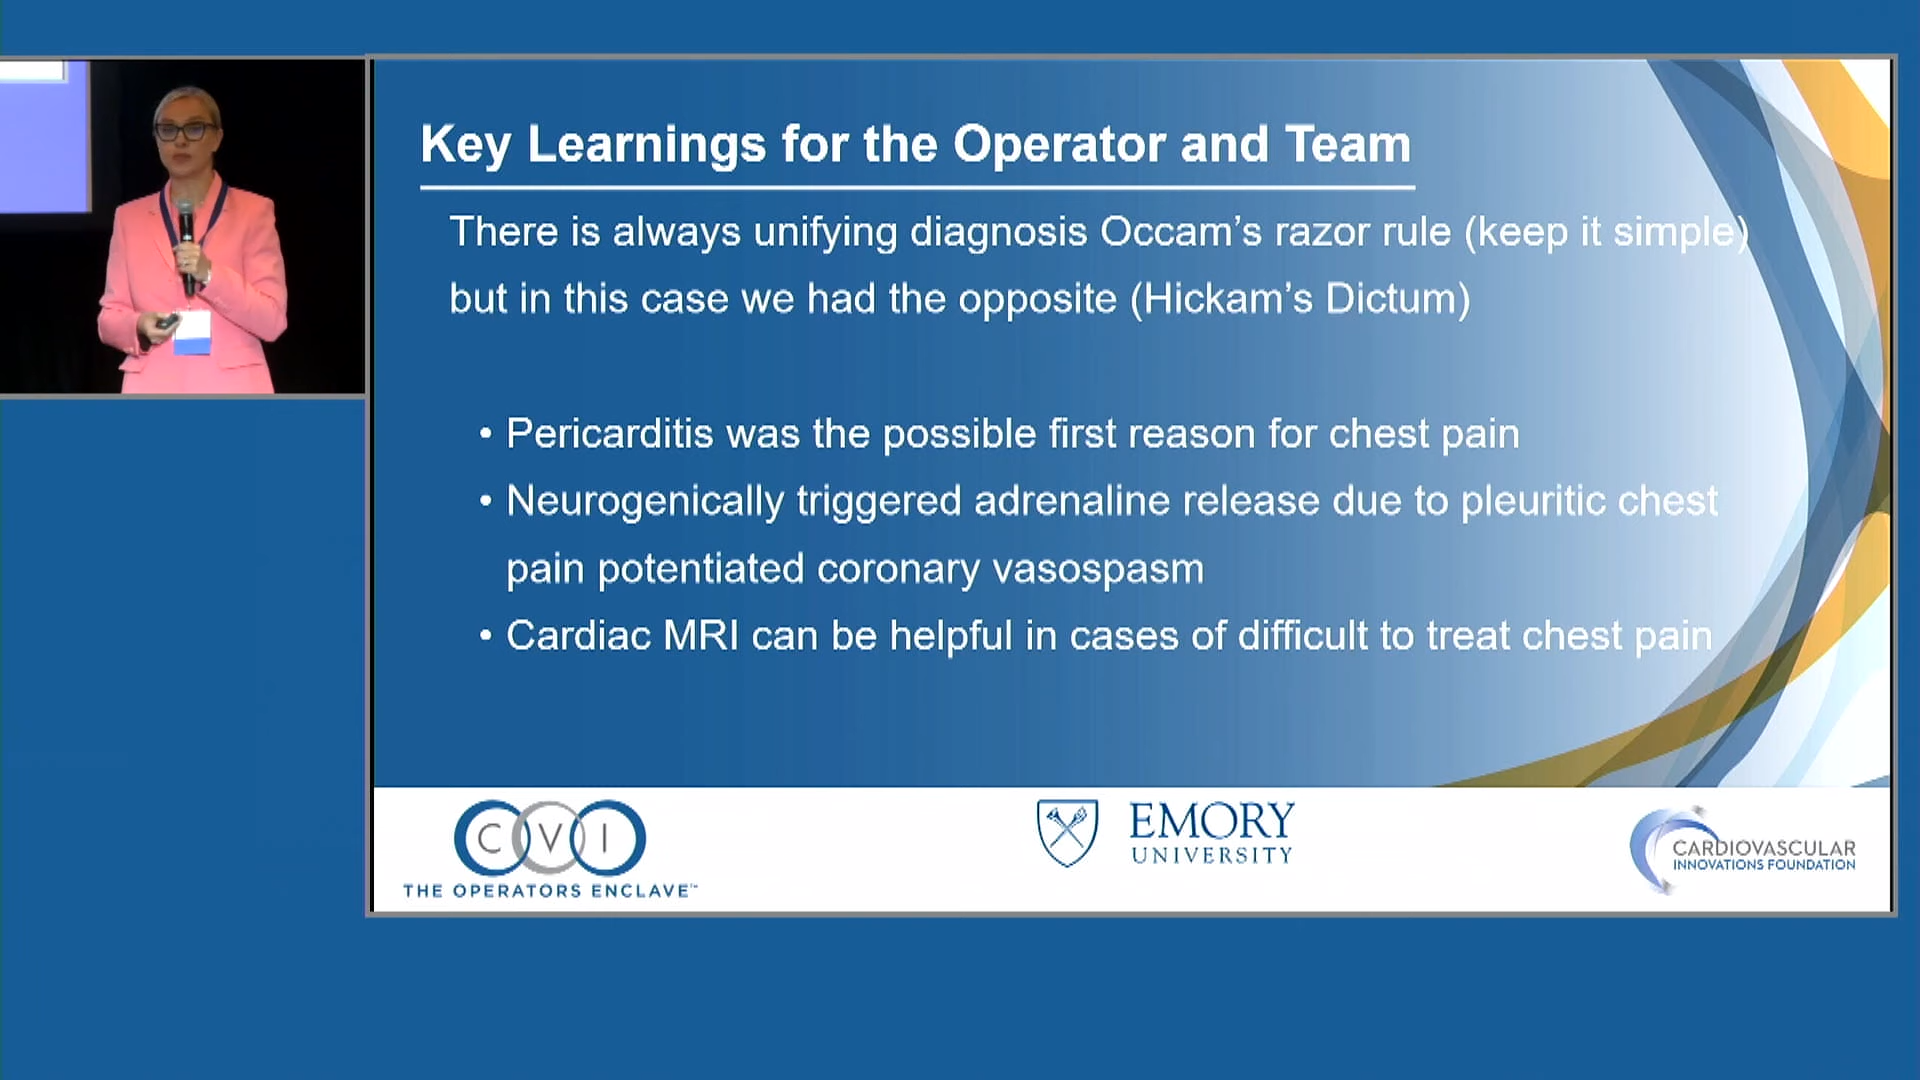 Key Learnings for the Operator and Team
There is always unifying diagnosis Occam's razor rule (keep it simple)
but in this case we had the opposite (Hickam's Dictum)
• Pericarditis was the possible first reason for chest pain
• Neurogenically triggered adrenaline release due to pleuritic chest
pain potentiated coronary vasospasm
• Cardiac MRI can be helpful in cases of difficult to treat chest pain
CVI
THE OPERATORS ENCLAVE™
EMORY
UNIVERSITY
CARDIOVASCULAR
INNOVATIONS FOUNDATION